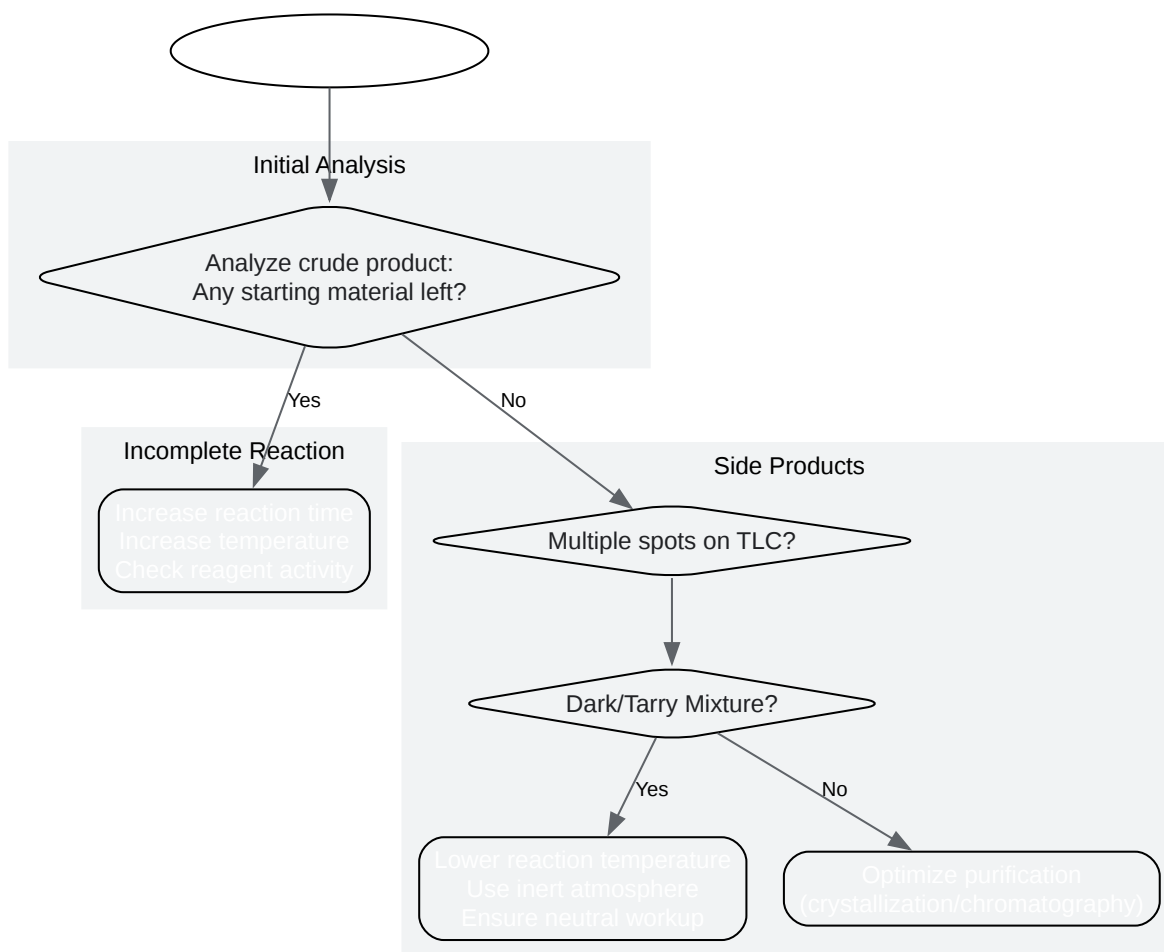 Initial Analysis
Analyze crude product:
Any starting material left?
Yes
No
Incomplete Reaction
Increase reaction time
Increase temperature
Check reagent activity
Side Products
Multiple spots on TLC?
Dark/Tarry Mixture?
Yes
No
Lower reaction temperature
Use inert atmosphere
Ensure neutral workup
Optimize purification
(crystallization/chromatography)